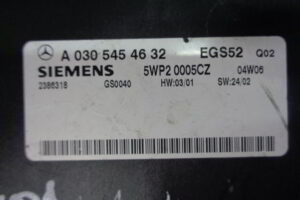 A 030 545 46 32 EGS52 Q02
SIEMENS 5WP2 0005CZ 04W06
2386318 GS0040 HW:03/01 SW:24/02